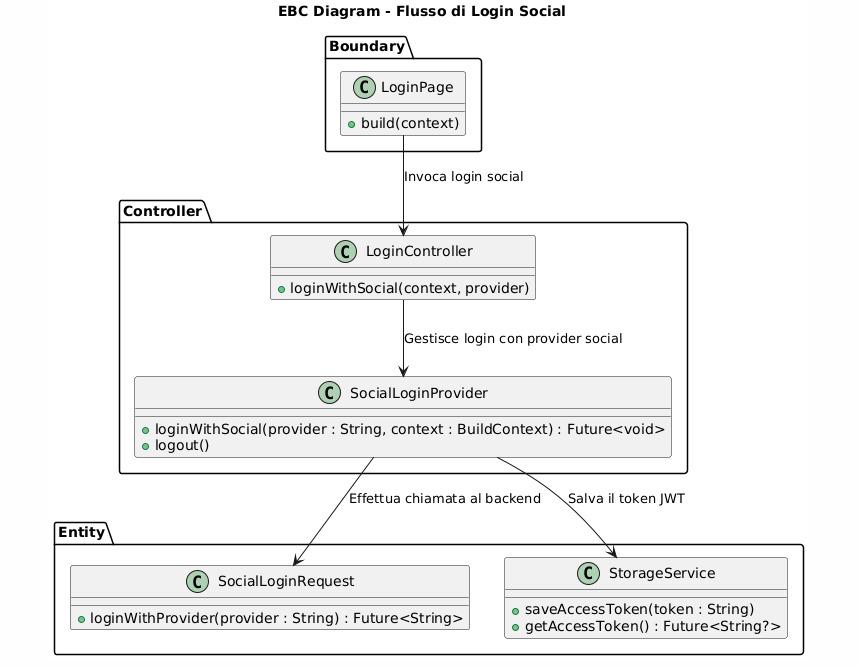 EBC Diagram - Flusso di Login Social
Boundary
C LoginPage
build(context)
Invoca login social
Controller
C LoginController
loginWithSocial(context, provider)
Gestisce login con provider social
C SocialLoginProvider
loginWithSocial(provider : String, context : BuildContext) : Future<void>
logout()
Effettua chiamata al backend
Salva il token JWT
Entity
C SocialLoginRequest
loginWithProvider(provider : String) : Future<String>
C StorageService
saveAccessToken(token : String)
getAccessToken() : Future<String?>